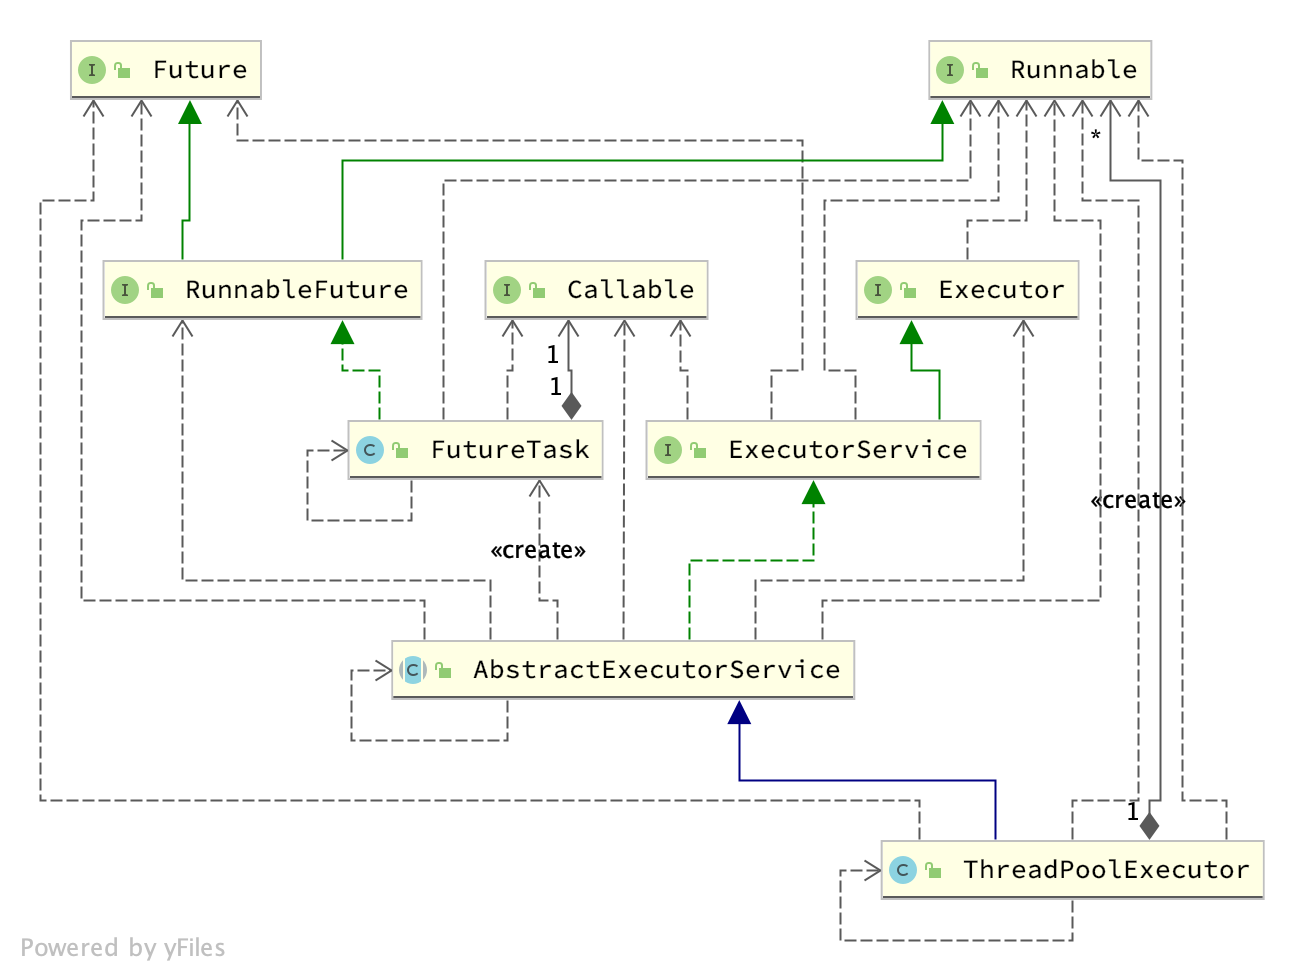 I Future
I Runnable
*
I RunnableFuture
I Callable
I Executor
1
1
C FutureTask
I ExecutorService
«create»
«create»
C AbstractExecutorService
1
C ThreadPoolExecutor
Powered by yFiles